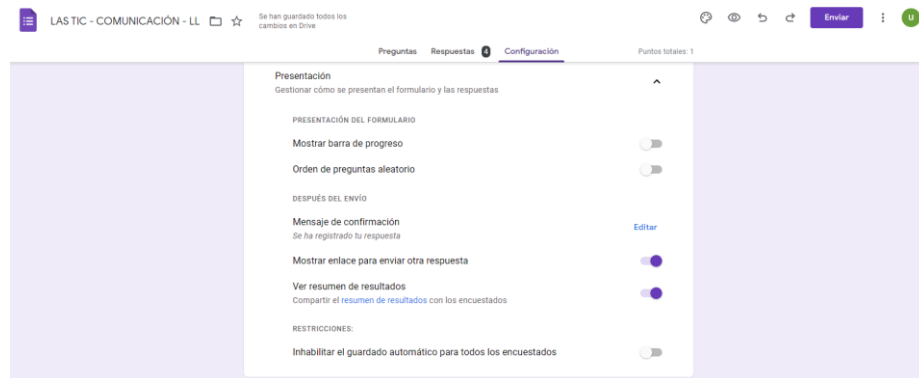 LAS TIC - COMUNICACIÓN - LL
Se han guardado todos los
cambios en Drive
Enviar
u
Preguntas Respuestas 4 Configuración Puntos totales: 1
Presentación
Gestionar cómo se presentan el formulario y las respuestas
PRESENTACIÓN DEL FORMULARIO
Mostrar barra de progreso
Orden de preguntas aleatorio
DESPUÉS DEL ENVÍO
Mensaje de confirmación
Se ha registrado tu respuesta
Editar
Mostrar enlace para enviar otra respuesta
Ver resumen de resultados
Compartir el resumen de resultados con los encuestados
RESTRICCIONES:
Inhabilitar el guardado automático para todos los encuestados